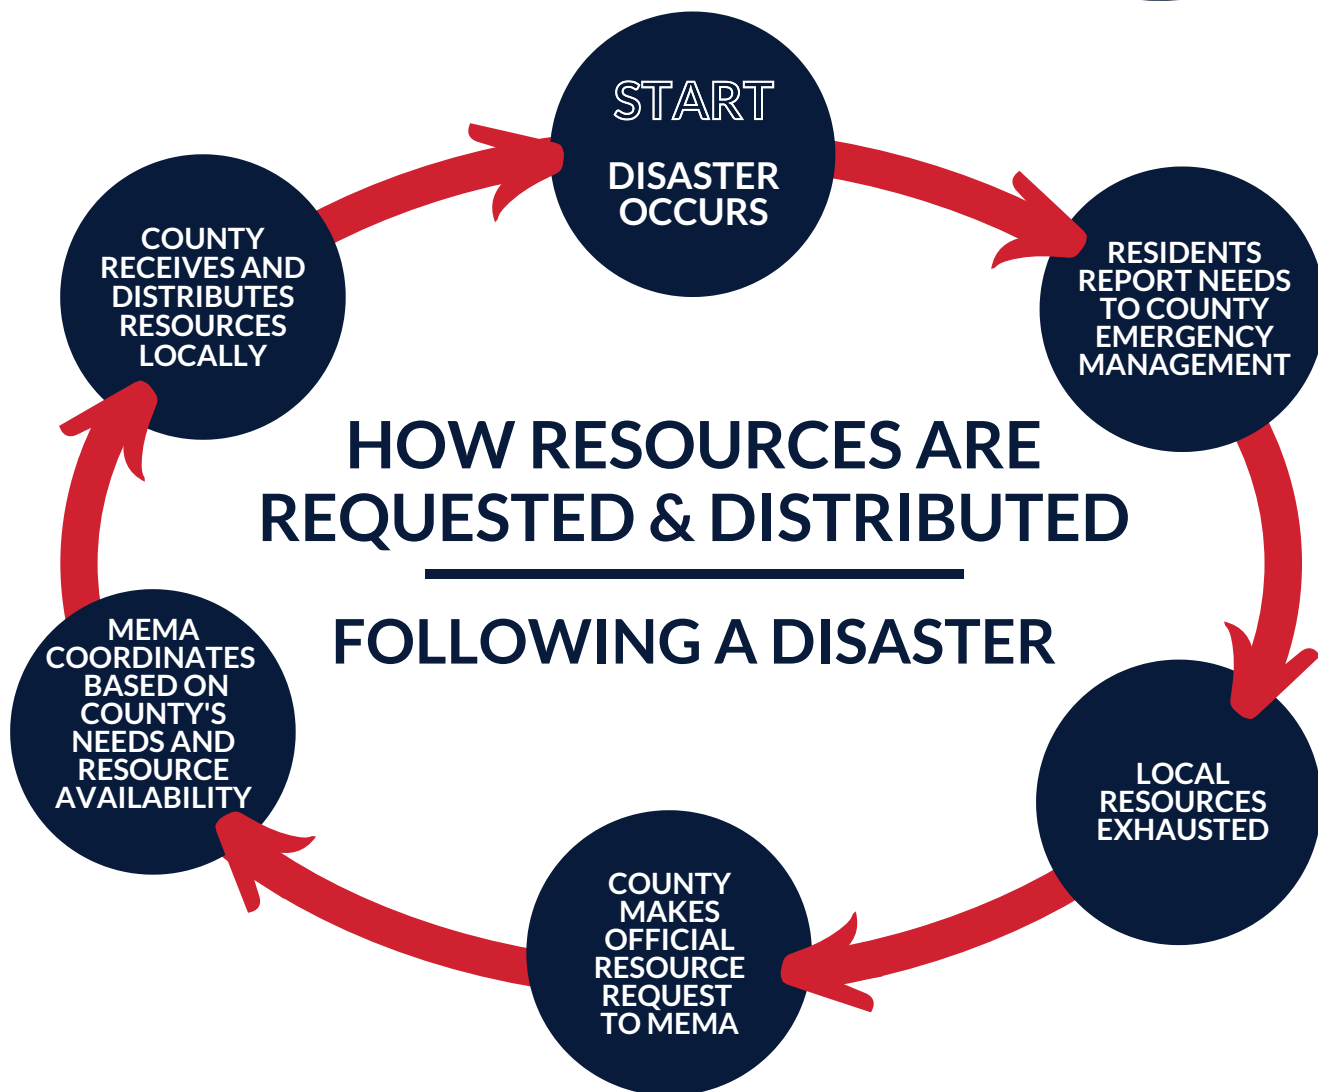 START
DISASTER
OCCURS
RESIDENTS
REPORT NEEDS
TO COUNTY
EMERGENCY
MANAGEMENT
LOCAL
RESOURCES
EXHAUSTED
COUNTY
MAKES
OFFICIAL
RESOURCE
REQUEST
TO MEMA
MEMA
COORDINATES
BASED ON
COUNTY'S
NEEDS AND
RESOURCE
AVAILABILITY
COUNTY
RECEIVES AND
DISTRIBUTES
RESOURCES
LOCALLY
HOW RESOURCES ARE
REQUESTED & DISTRIBUTED
FOLLOWING A DISASTER